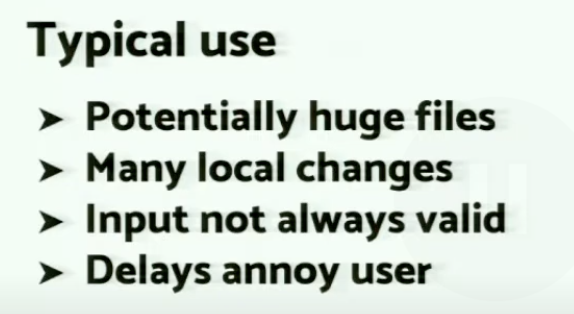 Typical use
➤ Potentially huge files
➤ Many local changes
➤ Input not always valid
➤ Delays annoy user